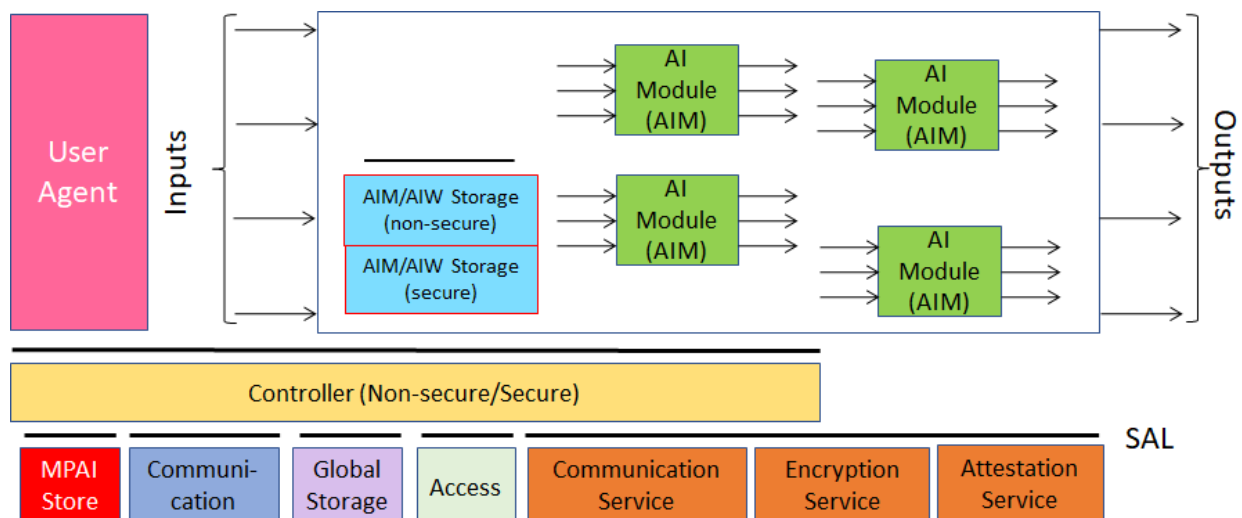 User
Agent
Inputs
AIM/AIW Storage
(non-secure)
AIM/AIW Storage
(secure)
AI
Module
(AIM)
AI
Module
(AIM)
AI
Module
(AIM)
AI
Module
(AIM)
Outputs
Controller (Non-secure/Secure)
SAL
MPAI
Store
Communi-
cation
Global
Storage
Access
Communication
Service
Encryption
Service
Attestation
Service